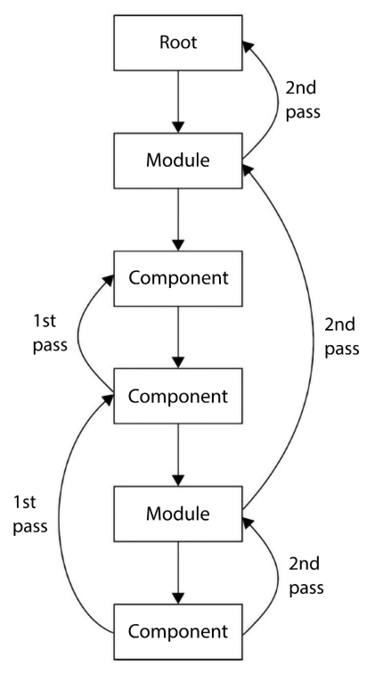 Root
2nd
pass
Module
Component
1st
pass
2nd
pass
Component
1st
pass
Module
2nd
pass
Component